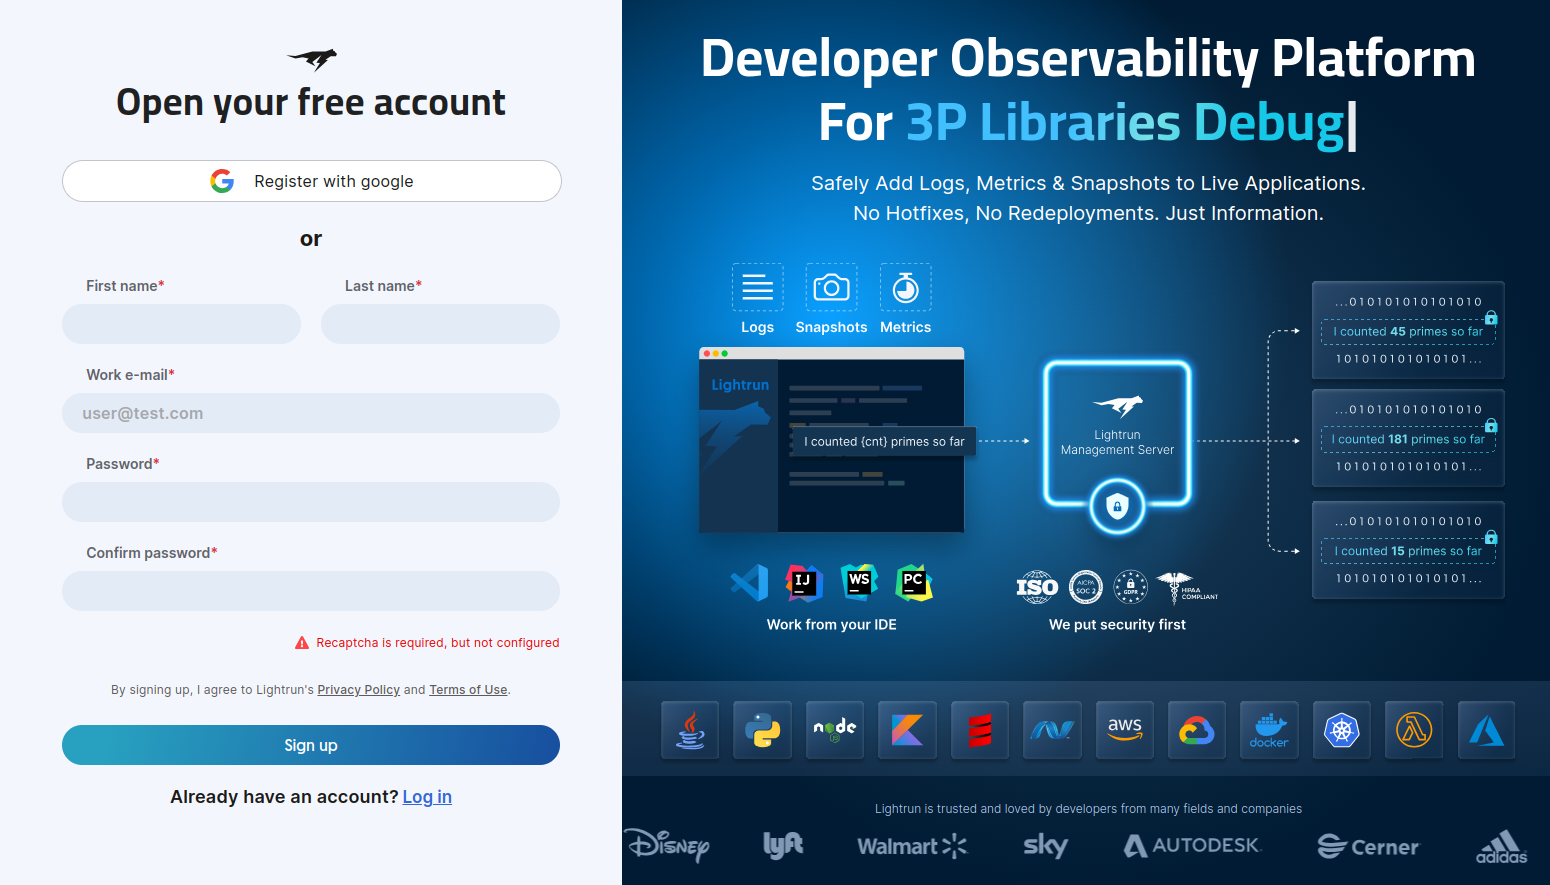 Open your free account
Register with google
or
First name*
Last name*
Work e-mail*
user@test.com
Password*
Confirm password*
Recaptcha is required, but not configured
By signing up, I agree to Lightrun's Privacy Policy and Terms of Use.
Sign up
Already have an account? Log in
Developer Observability Platform
For 3P Libraries Debug|
Safely Add Logs, Metrics & Snapshots to Live Applications.
No Hotfixes, No Redeployments. Just Information.
Logs
Snapshots
Metrics
Lightrun
I counted {cnt} primes so far
Lightrun
Management Server
...010101010101010
I counted 45 primes so far
101010101010101...
...010101010101010
I counted 181 primes so far
101010101010101...
...010101010101010
I counted 15 primes so far
101010101010101...
IJ
WS
PC
Work from your IDE
ISO
AICPA
SOC 2
GDPR
HIPAA
COMPLIANT
We put security first
node
JS
aws
docker
Lightrun is trusted and loved by developers from many fields and companies
Disney
lyft
Walmart
sky
AUTODESK
Cerner
adidas